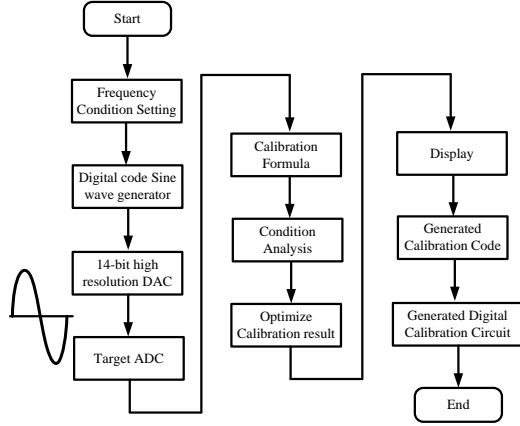 Start
Frequency
Condition Setting
Digital code Sine
wave generator
14-bit high
resolution DAC
Target ADC
Calibration
Formula
Condition
Analysis
Optimize
Calibration result
Display
Generated
Calibration Code
Generated Digital
Calibration Circuit
End